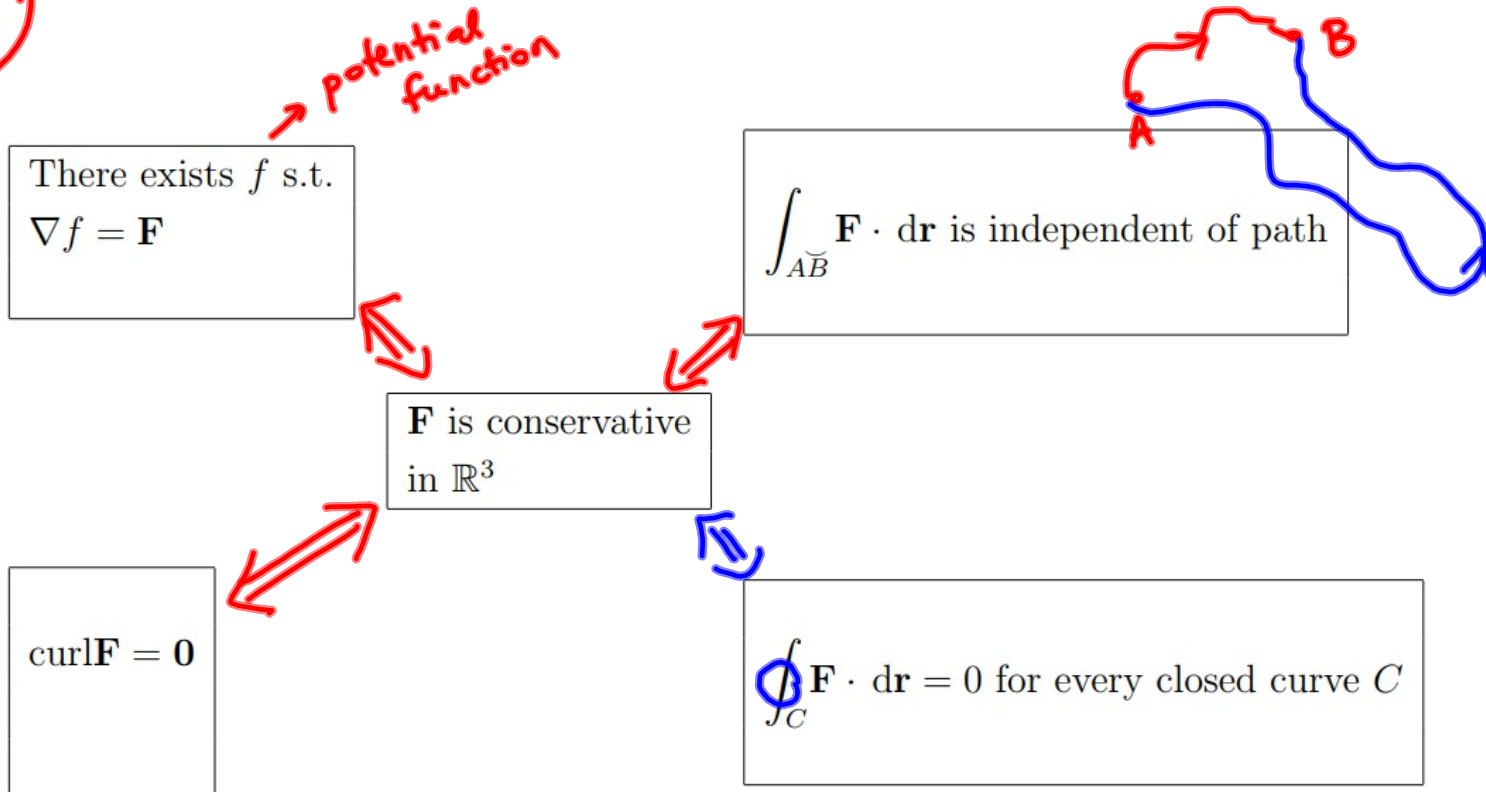 potential
function
There exists f s.t.
∇f = F
B
A
∫_{AB̆} F · dr is independent of path
F is conservative
in ℝ³
curlF = 0
∮_C F · dr = 0 for every closed curve C